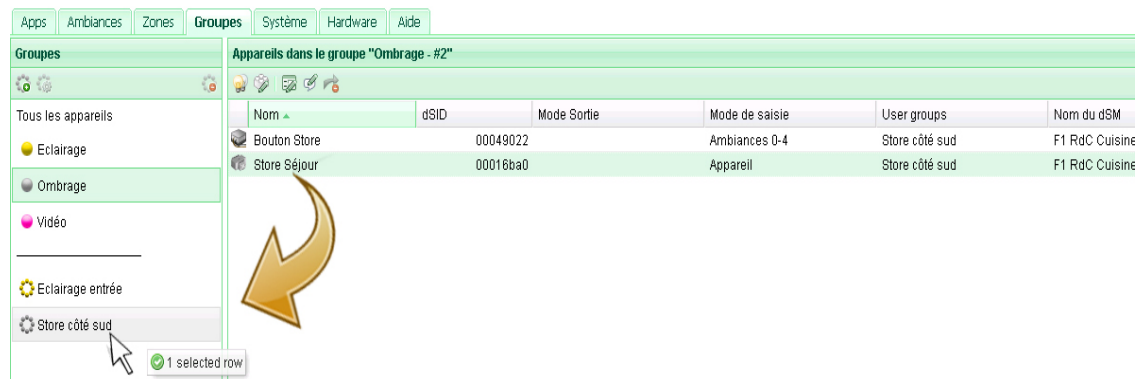 Apps Ambiances Zones Groupes Système Hardware Aide
Groupes
Appareils dans le groupe "Ombrage - #2"
Tous les appareils
Eclairage
Ombrage
Vidéo
Eclairage entrée
Store côté sud
1 selected row
Nom dSID Mode Sortie Mode de saisie User groups Nom du dSM
Bouton Store 00049022 Ambiances 0-4 Store côté sud F1 RdC Cuisine
Store Séjour 00016ba0 Appareil Store côté sud F1 RdC Cuisine